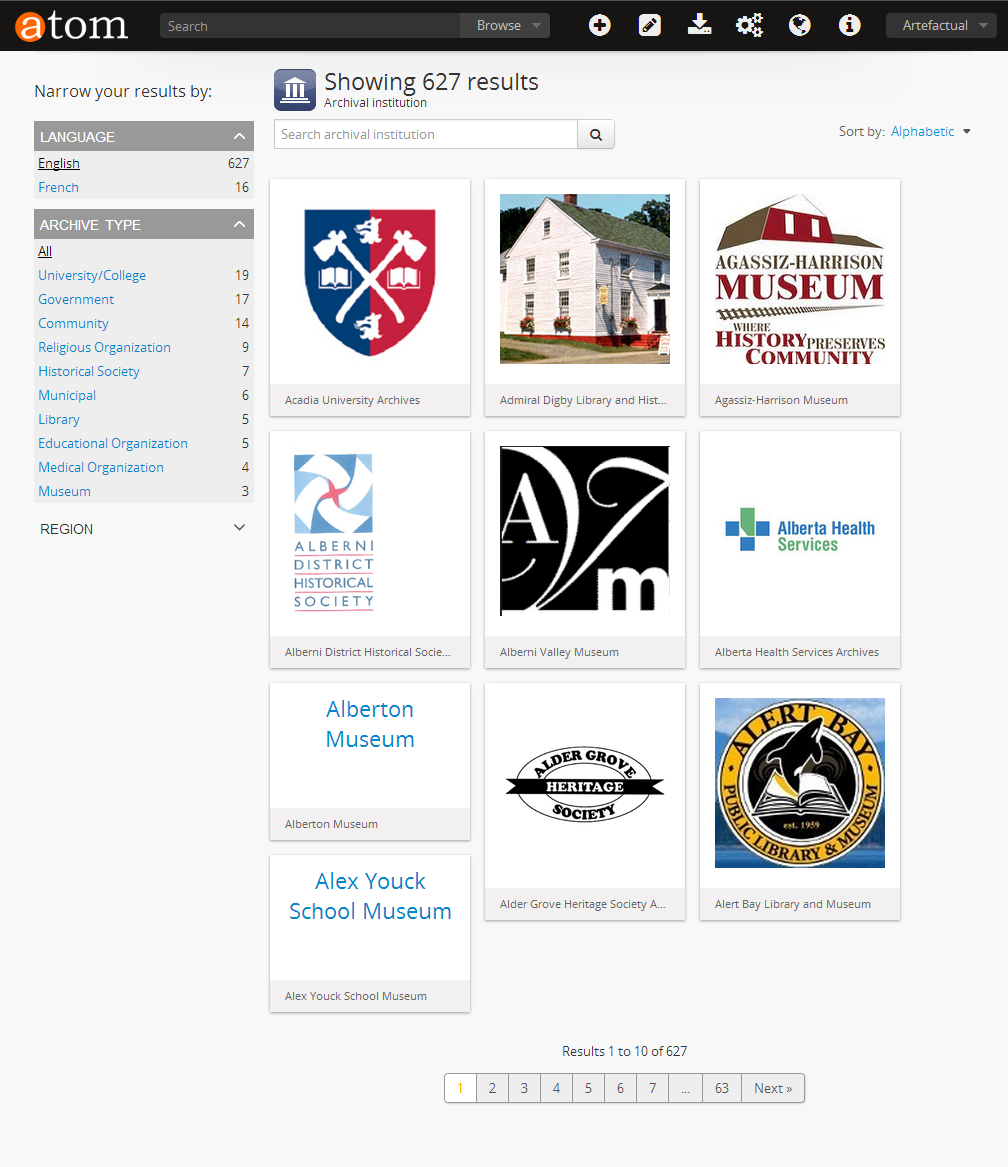 atom
Search
Browse
Artefactual
Narrow your results by:
LANGUAGE
English 627
French 16
ARCHIVE TYPE
All
University/College 19
Government 17
Community 14
Religious Organization 9
Historical Society 7
Municipal 6
Library 5
Educational Organization 5
Medical Organization 4
Museum 3
REGION
Showing 627 results
Archival institution
Search archival institution
Sort by: Alphabetic
Acadia University Archives
Admiral Digby Library and Hist...
AGASSIZ-HARRISON
MUSEUM
WHERE
HISTORY PRESERVES
COMMUNITY
Agassiz-Harrison Museum
ALBERNI
DISTRICT
HISTORICAL
SOCIETY
Alberni District Historical Socie...
AV
m
Alberni Valley Museum
Alberta Health
Services
Alberta Health Services Archives
Alberton
Museum
Alberton Museum
ALDER GROVE
HERITAGE
SOCIETY
Alder Grove Heritage Society A...
ALERT BAY
est. 1959
PUBLIC LIBRARY & MUSEUM
Alert Bay Library and Museum
Alex Youck
School Museum
Alex Youck School Museum
Results 1 to 10 of 627
1 2 3 4 5 6 7 ... 63 Next »